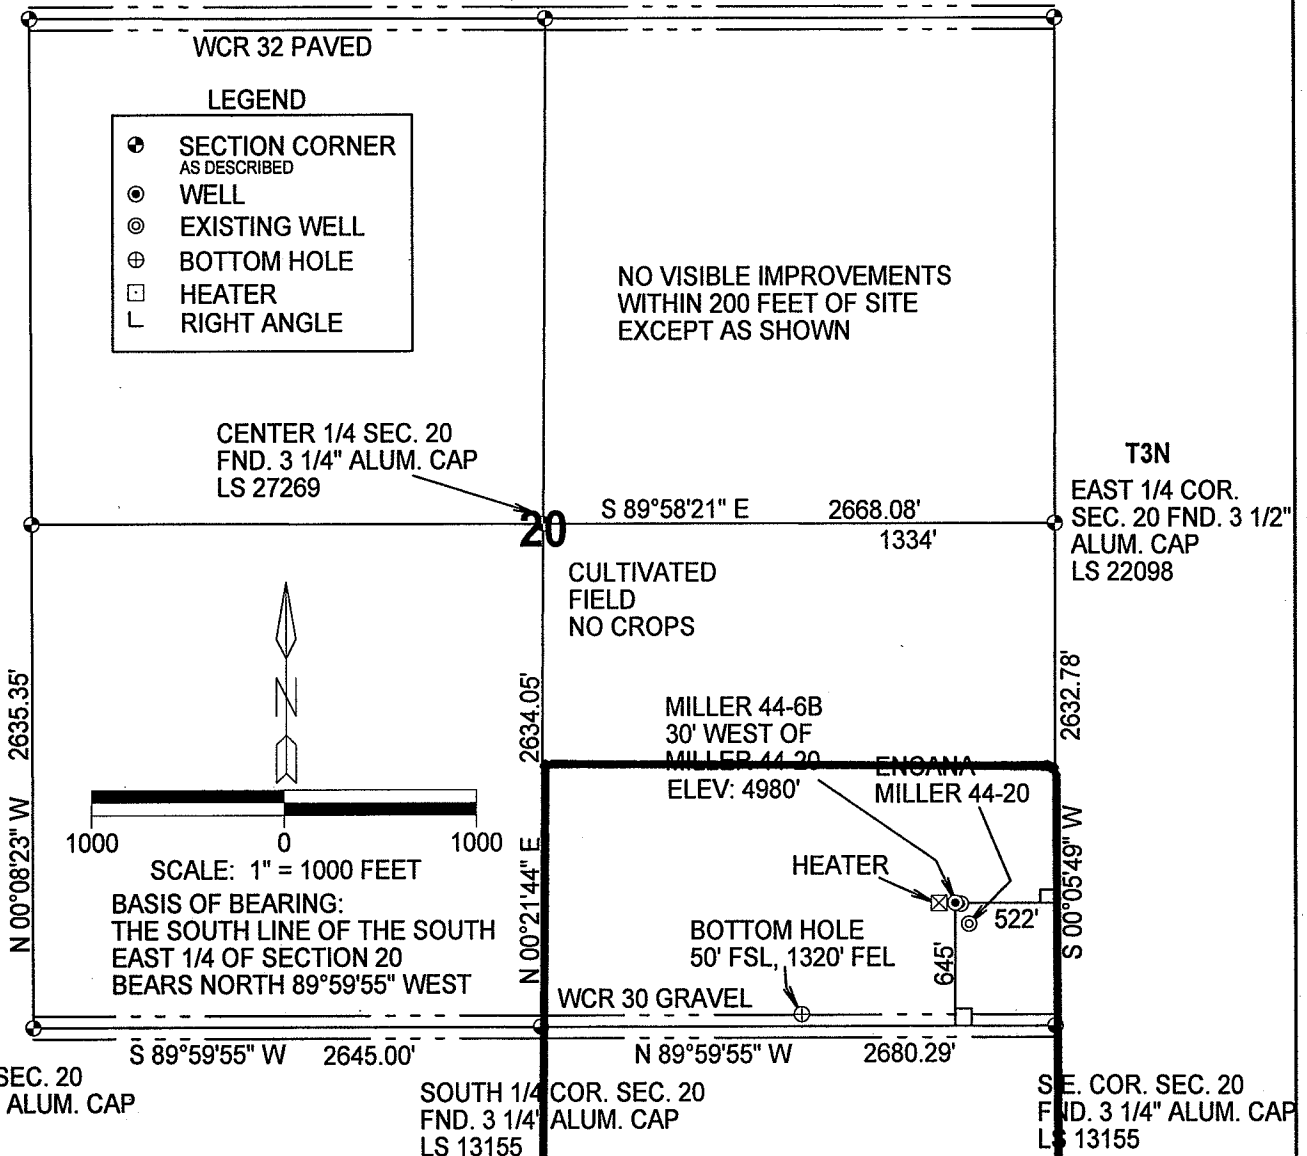 WCR 32 PAVED
LEGEND
SECTION CORNER
AS DESCRIBED
WELL
EXISTING WELL
BOTTOM HOLE
HEATER
RIGHT ANGLE
NO VISIBLE IMPROVEMENTS
WITHIN 200 FEET OF SITE
EXCEPT AS SHOWN
CENTER 1/4 SEC. 20
FND. 3 1/4" ALUM. CAP
LS 27269
T3N
EAST 1/4 COR.
SEC. 20 FND. 3 1/2"
ALUM. CAP
LS 22098
S 89°58'21" E 2668.08'
1334'
20
CULTIVATED
FIELD
NO CROPS
N 00°08'23" W 2635.35'
N
N 00°21'44" E 2634.05'
S 00°05'49" W 2632.78'
MILLER 44-6B
30' WEST OF
MILLER 44-20
ELEV: 4980'
ENCANA
MILLER 44-20
1000 0 1000
SCALE: 1" = 1000 FEET
BASIS OF BEARING:
THE SOUTH LINE OF THE SOUTH
EAST 1/4 OF SECTION 20
BEARS NORTH 89°59'55" WEST
HEATER
522'
645'
BOTTOM HOLE
50' FSL, 1320' FEL
WCR 30 GRAVEL
S 89°59'55" W 2645.00'
N 89°59'55" W 2680.29'
SEC. 20
ALUM. CAP
SOUTH 1/4 COR. SEC. 20
FND. 3 1/4" ALUM. CAP
LS 13155
S.E. COR. SEC. 20
FND. 3 1/4" ALUM. CAP
LS 13155